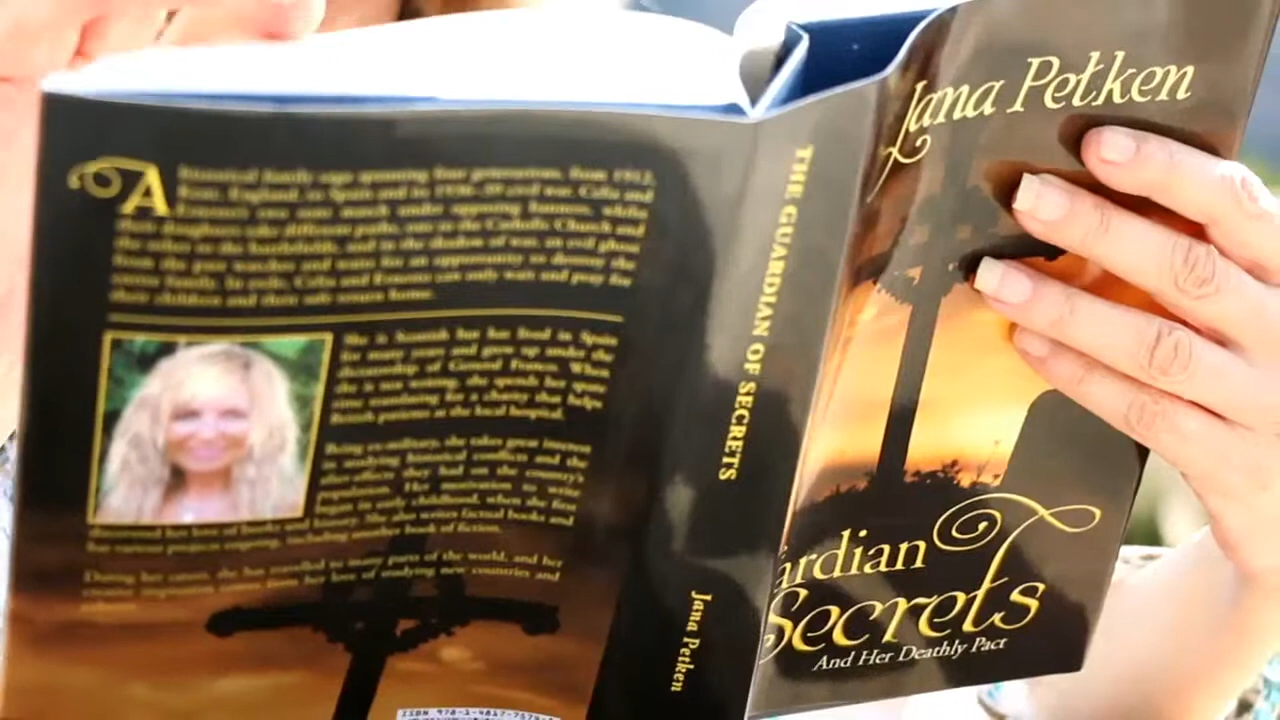 A
historical family saga spanning four generations, from 1912,
Kent, England, to Spain and its 1936-39 civil war. Celia and
Ernesto's two sons march under opposing banners, whilst
their daughters take different paths, one to the Catholic Church and
the other to the battlefields, and in the shadow of war, an evil ghost
from the past watches and waits for an opportunity to destroy the
entire family. In exile, Celia and Ernesto can only wait and pray for
their children and their safe return home.
She is Scottish but has lived in Spain
for many years and grew up under the
dictatorship of General Franco. When
she is not writing, she spends her spare
time translating for a charity that helps
British patients at the local hospital.
Being ex-military, she takes great interest
in studying historical conflicts and the
after-effects they had on the country's
population. Her motivation to write
began in early childhood, when she first
love of books and history. She also writes factual books and
has various projects ongoing, including another book of fiction.
During her career, she has travelled to many parts of the world, and her
creative inspiration comes from her love of studying new countries and
ISBN 978-1-4817-7
THE GUARDIAN OF SECRETS
Jana Petken
Jana Petken
ardian
Secrets
And Her Deathly Pact